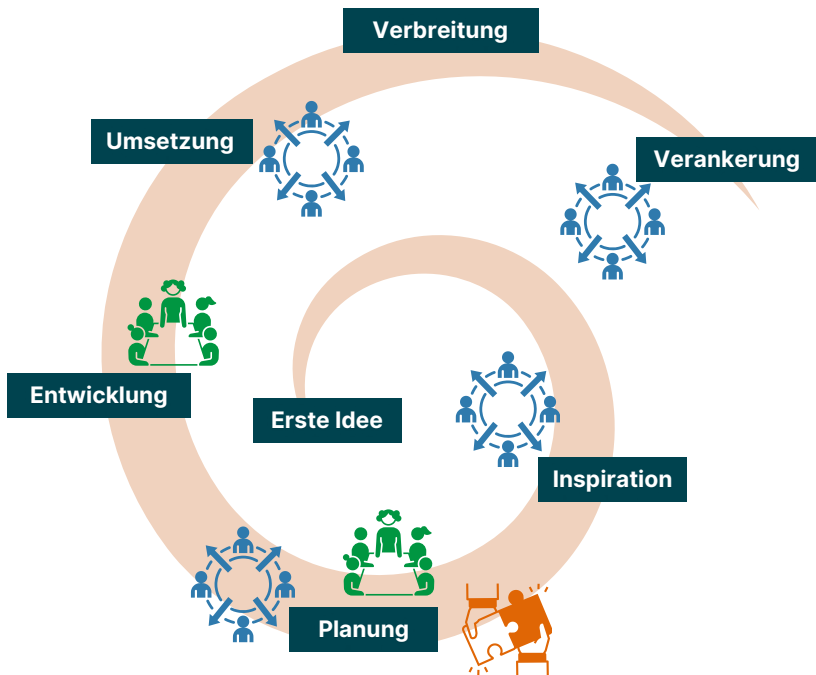 Verbreitung
Umsetzung
Verankerung
Entwicklung
Erste Idee
Inspiration
Planung